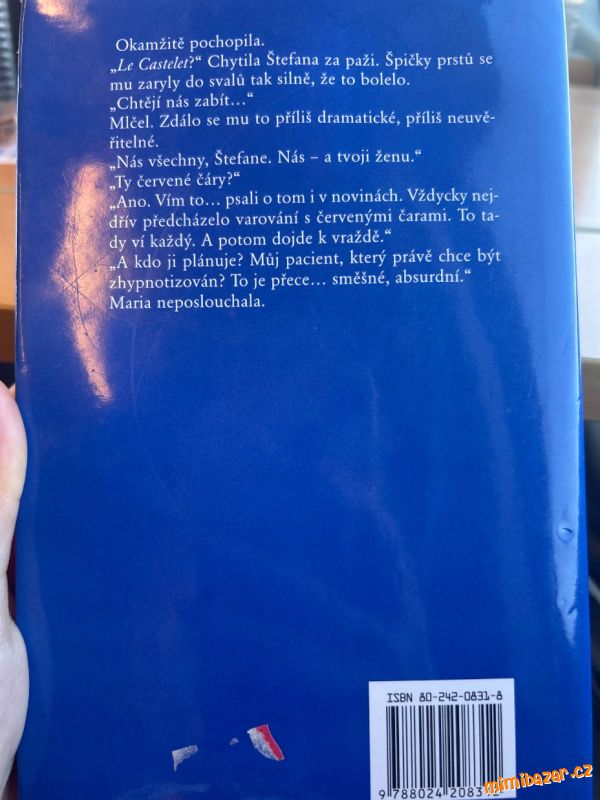 Okamžitě pochopila.
„Le Castelet?“ Chytila Štefana za paži. Špičky prstů se
mu zaryly do svalů tak silně, že to bolelo.
„Chtějí nás zabít…“
Mlčel. Zdálo se mu to příliš dramatické, příliš neuvě-
řitelné.
„Nás všechny, Štefane. Nás – a tvoji ženu.“
„Ty červené čáry?“
„Ano. Vím to… psali o tom i v novinách. Vždycky nej-
dřív předcházelo varování s červenými čarami. To ta-
dy ví každý. A potom dojde k vraždě.“
„A kdo ji plánuje? Můj pacient, který právě chce být
zhypnotizován? To je přece… směšné, absurdní.“
Maria neposlouchala.
ISBN 80-242-0831-8
mimibazar.cz